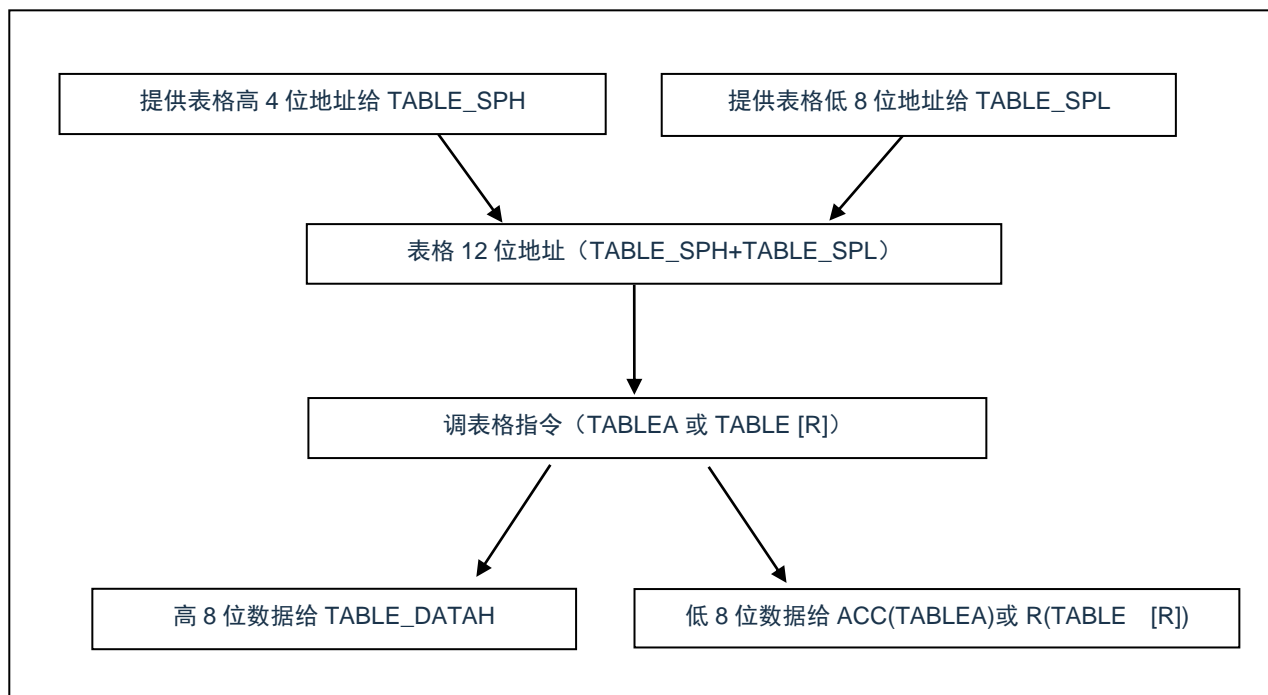 提供表格高 4 位地址给 TABLE_SPH
提供表格低 8 位地址给 TABLE_SPL
表格 12 位地址（TABLE_SPH+TABLE_SPL）
调表格指令（TABLEA 或 TABLE [R]）
高 8 位数据给 TABLE_DATAH
低 8 位数据给 ACC(TABLEA)或 R(TABLE [R])